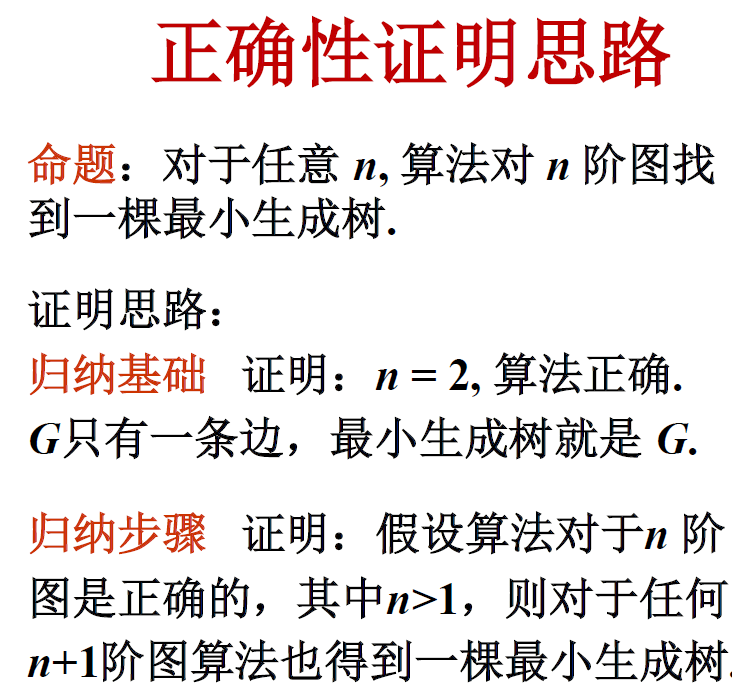 正确性证明思路
命题：对于任意 n, 算法对 n 阶图找
到一棵最小生成树.
证明思路：
归纳基础 证明：n = 2, 算法正确.
G只有一条边，最小生成树就是 G.
归纳步骤 证明：假设算法对于n 阶
图是正确的，其中n>1，则对于任何
n+1阶图算法也得到一棵最小生成树.